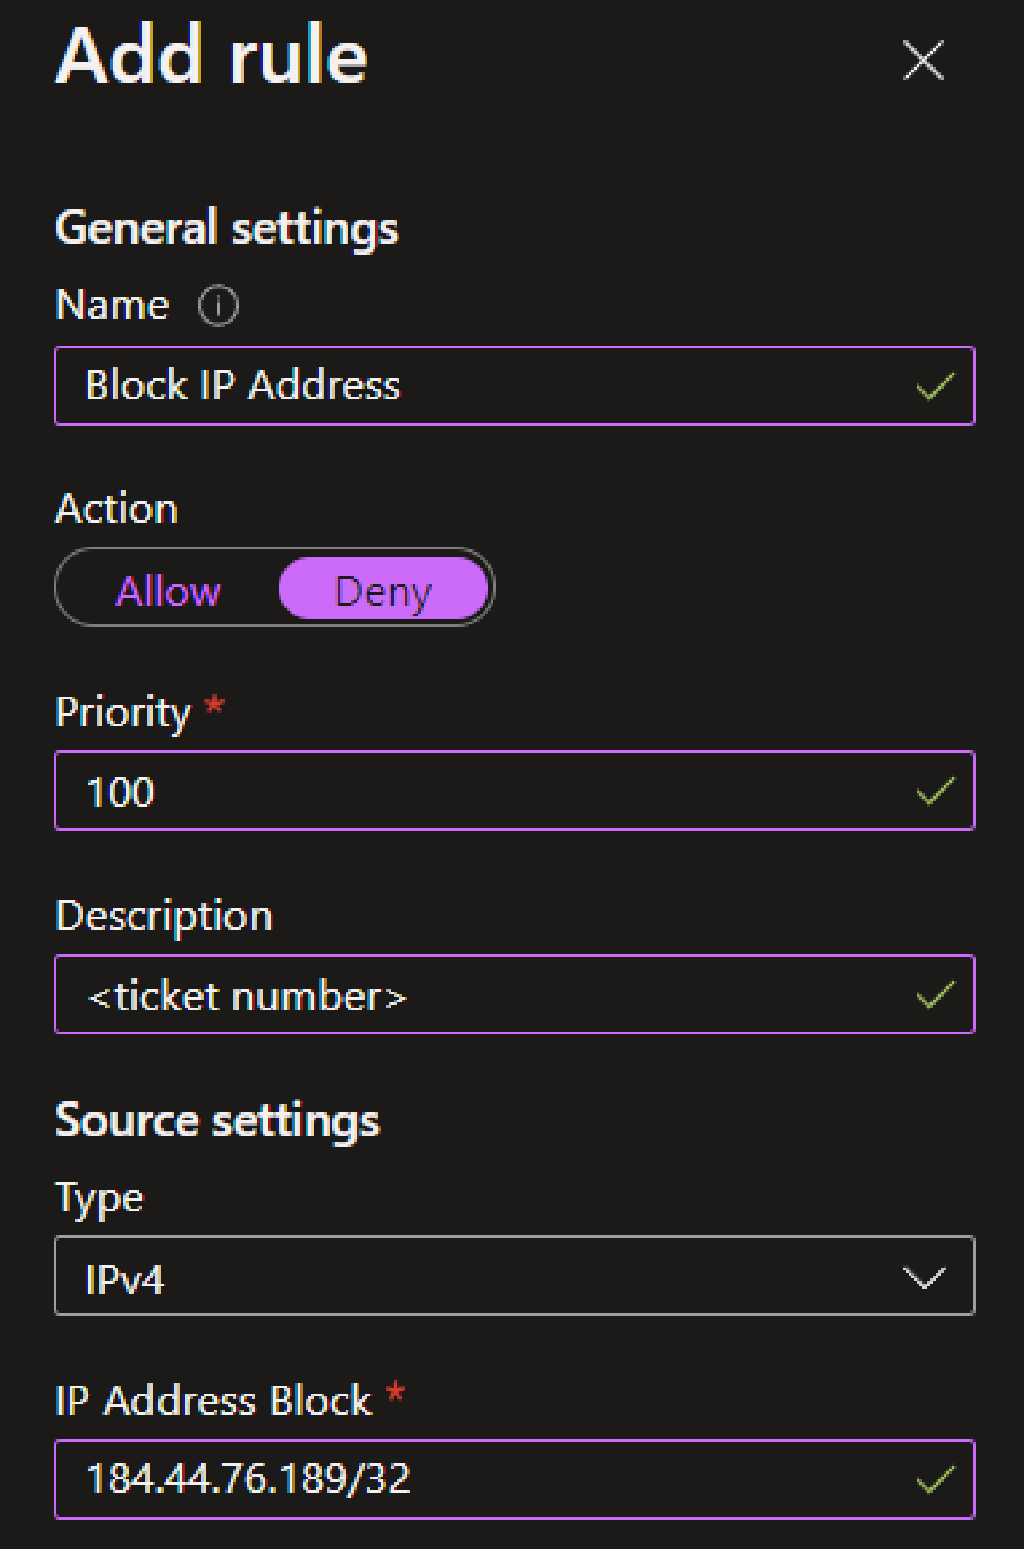 Add rule
General settings
Name
Block IP Address
Action
Allow Deny
Priority *
100
Description
<ticket number>
Source settings
Type
IPv4
IP Address Block *
184.44.76.189/32